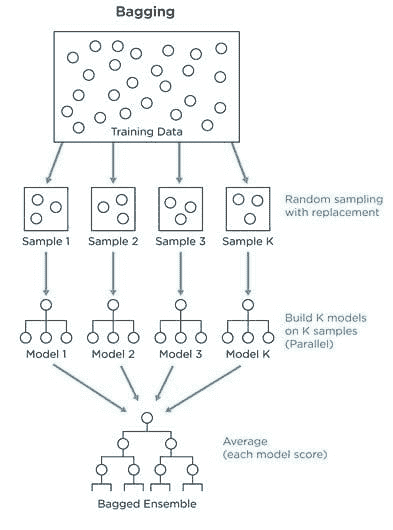 Bagging
Training Data
Random sampling
with replacement
Sample 1
Sample 2
Sample 3
Sample K
Build K models
on K samples
(Parallel)
Model 1
Model 2
Model 3
Model K
Average
(each model score)
Bagged Ensemble